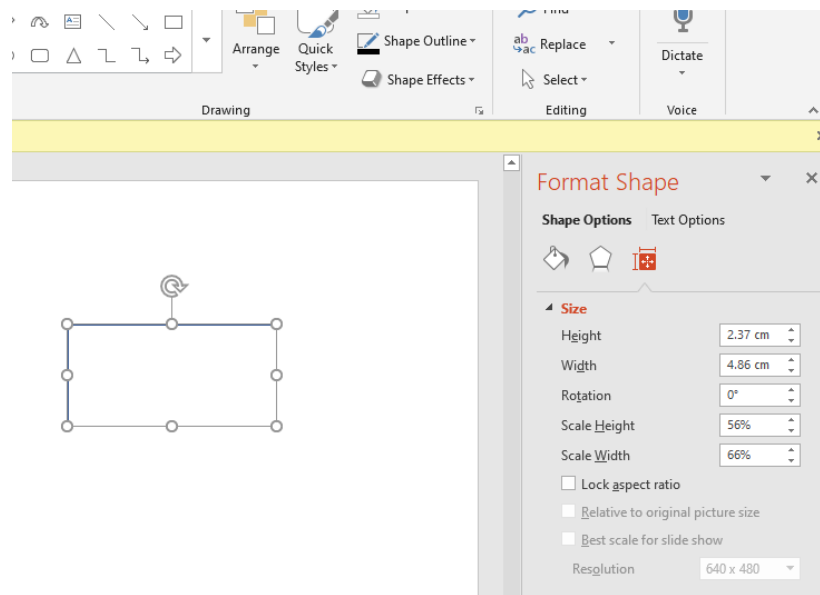 Arrange
Quick
Styles
Shape Outline
Shape Effects
Replace
Select
Dictate
Drawing
Editing
Voice
Format Shape
Shape Options Text Options
Size
Height 2.37 cm
Width 4.86 cm
Rotation 0°
Scale Height 56%
Scale Width 66%
Lock aspect ratio
Relative to original picture size
Best scale for slide show
Resolution 640 x 480